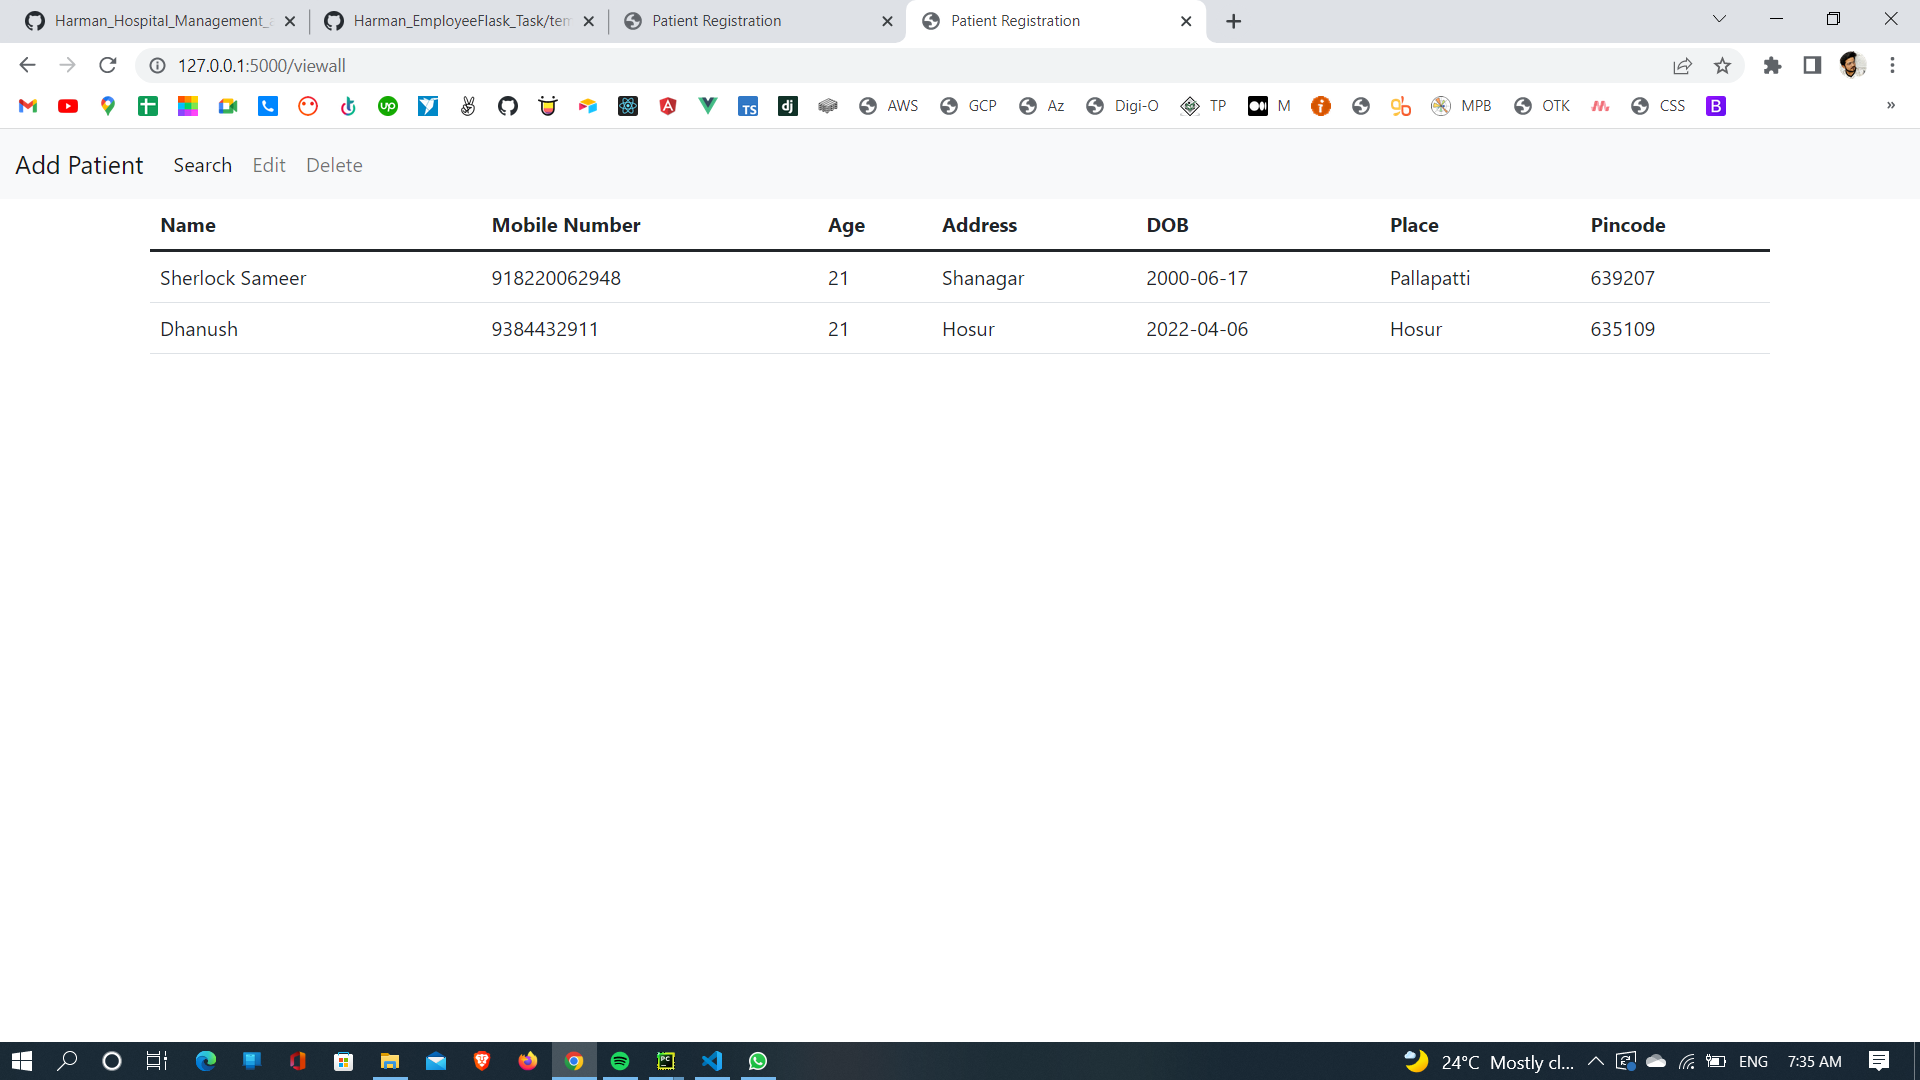 Harman_Hospital_Management_a
Harman_EmployeeFlask_Task/tem
Patient Registration
Patient Registration
127.0.0.1:5000/viewall
AWS GCP Az Digi-O TP M MPB OTK CSS »
Add Patient Search Edit Delete
Name Mobile Number Age Address DOB Place Pincode
Sherlock Sameer 918220062948 21 Shanagar 2000-06-17 Pallapatti 639207
Dhanush 9384432911 21 Hosur 2022-04-06 Hosur 635109
24°C Mostly cl... ENG 7:35 AM